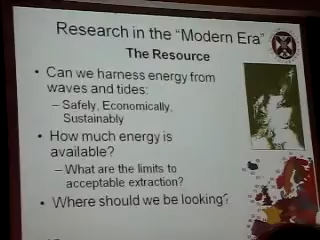 Research in the "Modern Era"
The Resource
• Can we harness energy from
waves and tides:
– Safely, Economically,
Sustainably
• How much energy is
available?
– What are the limits to
acceptable extraction?
• Where should we be looking?